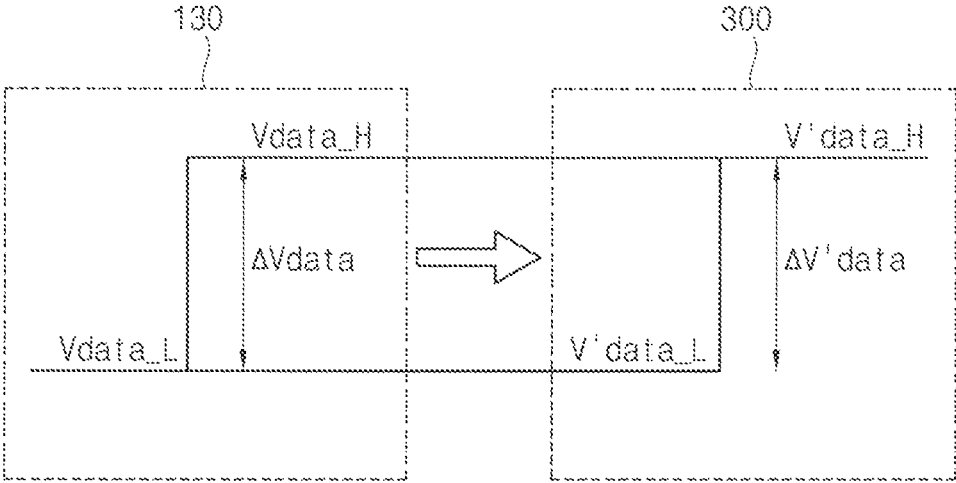 130
300
Vdata_H
V'data_H
ΔVdata
ΔV'data
Vdata_L
V'data_L